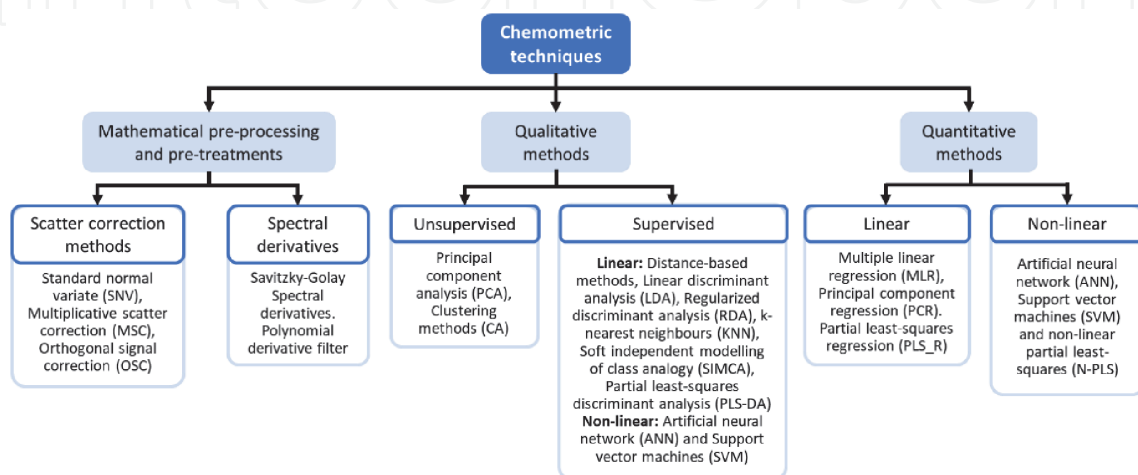 Chemometric
techniques
Mathematical pre-processing
and pre-treatments
Qualitative
methods
Quantitative
methods
Scatter correction
methods
Standard normal
variate (SNV),
Multiplicative scatter
correction (MSC),
Orthogonal signal
correction (OSC)
Spectral
derivatives
Savitzky-Golay
Spectral
derivatives.
Polynomial
derivative filter
Unsupervised
Principal
component
analysis (PCA),
Clustering
methods (CA)
Supervised
Linear: Distance-based
methods, Linear discriminant
analysis (LDA), Regularized
discriminant analysis (RDA), k-
nearest neighbours (KNN),
Soft independent modelling
of class analogy (SIMCA),
Partial least-squares
discriminant analysis (PLS-DA)
Non-linear: Artificial neural
network (ANN) and Support
vector machines (SVM)
Linear
Multiple linear
regression (MLR),
Principal component
regression (PCR).
Partial least-squares
regression (PLS_R)
Non-linear
Artificial neural
network (ANN),
Support vector
machines (SVM)
and non-linear
partial least-
squares (N-PLS)